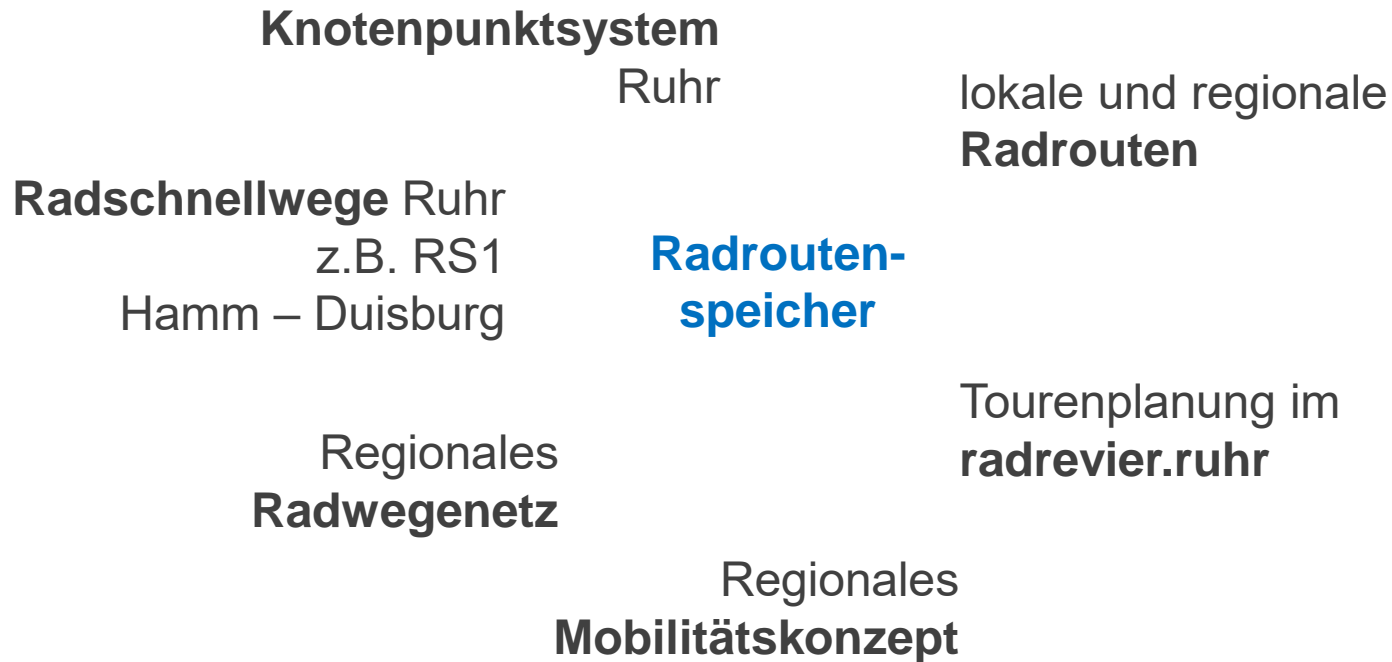 Knotenpunktsystem
Ruhr
lokale und regionale
Radrouten
Radschnellwege Ruhr
z.B. RS1
Hamm – Duisburg
Radrouten-
speicher
Tourenplanung im
radrevier.ruhr
Regionales
Radwegenetz
Regionales
Mobilitätskonzept